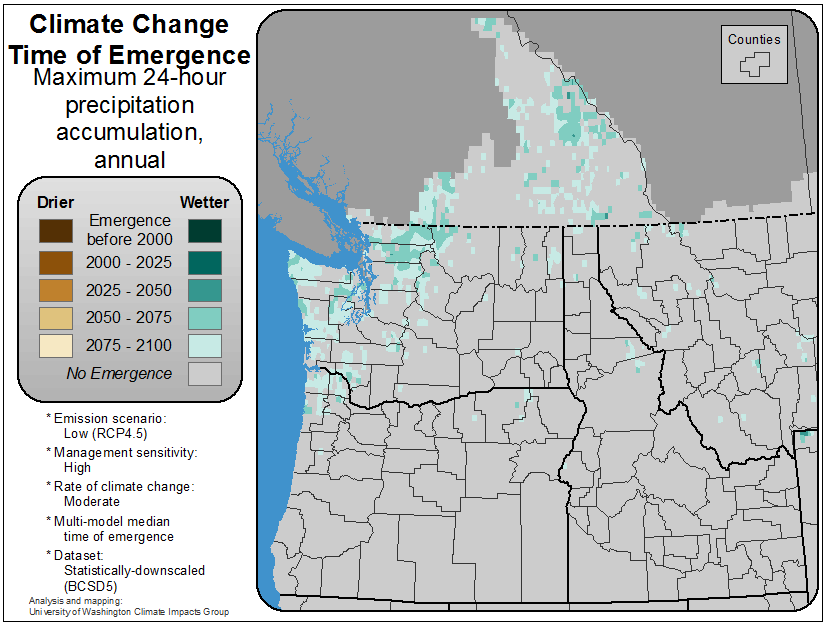 Climate Change
Time of Emergence
Maximum 24-hour
precipitation
accumulation,
annual
Drier
Wetter
Emergence
before 2000
2000 - 2025
2025 - 2050
2050 - 2075
2075 - 2100
No Emergence
* Emission scenario:
Low (RCP4.5)
* Management sensitivity:
High
* Rate of climate change:
Moderate
* Multi-model median
time of emergence
* Dataset:
Statistically-downscaled
(BCSD5)
Analysis and mapping:
University of Washington Climate Impacts Group
Counties